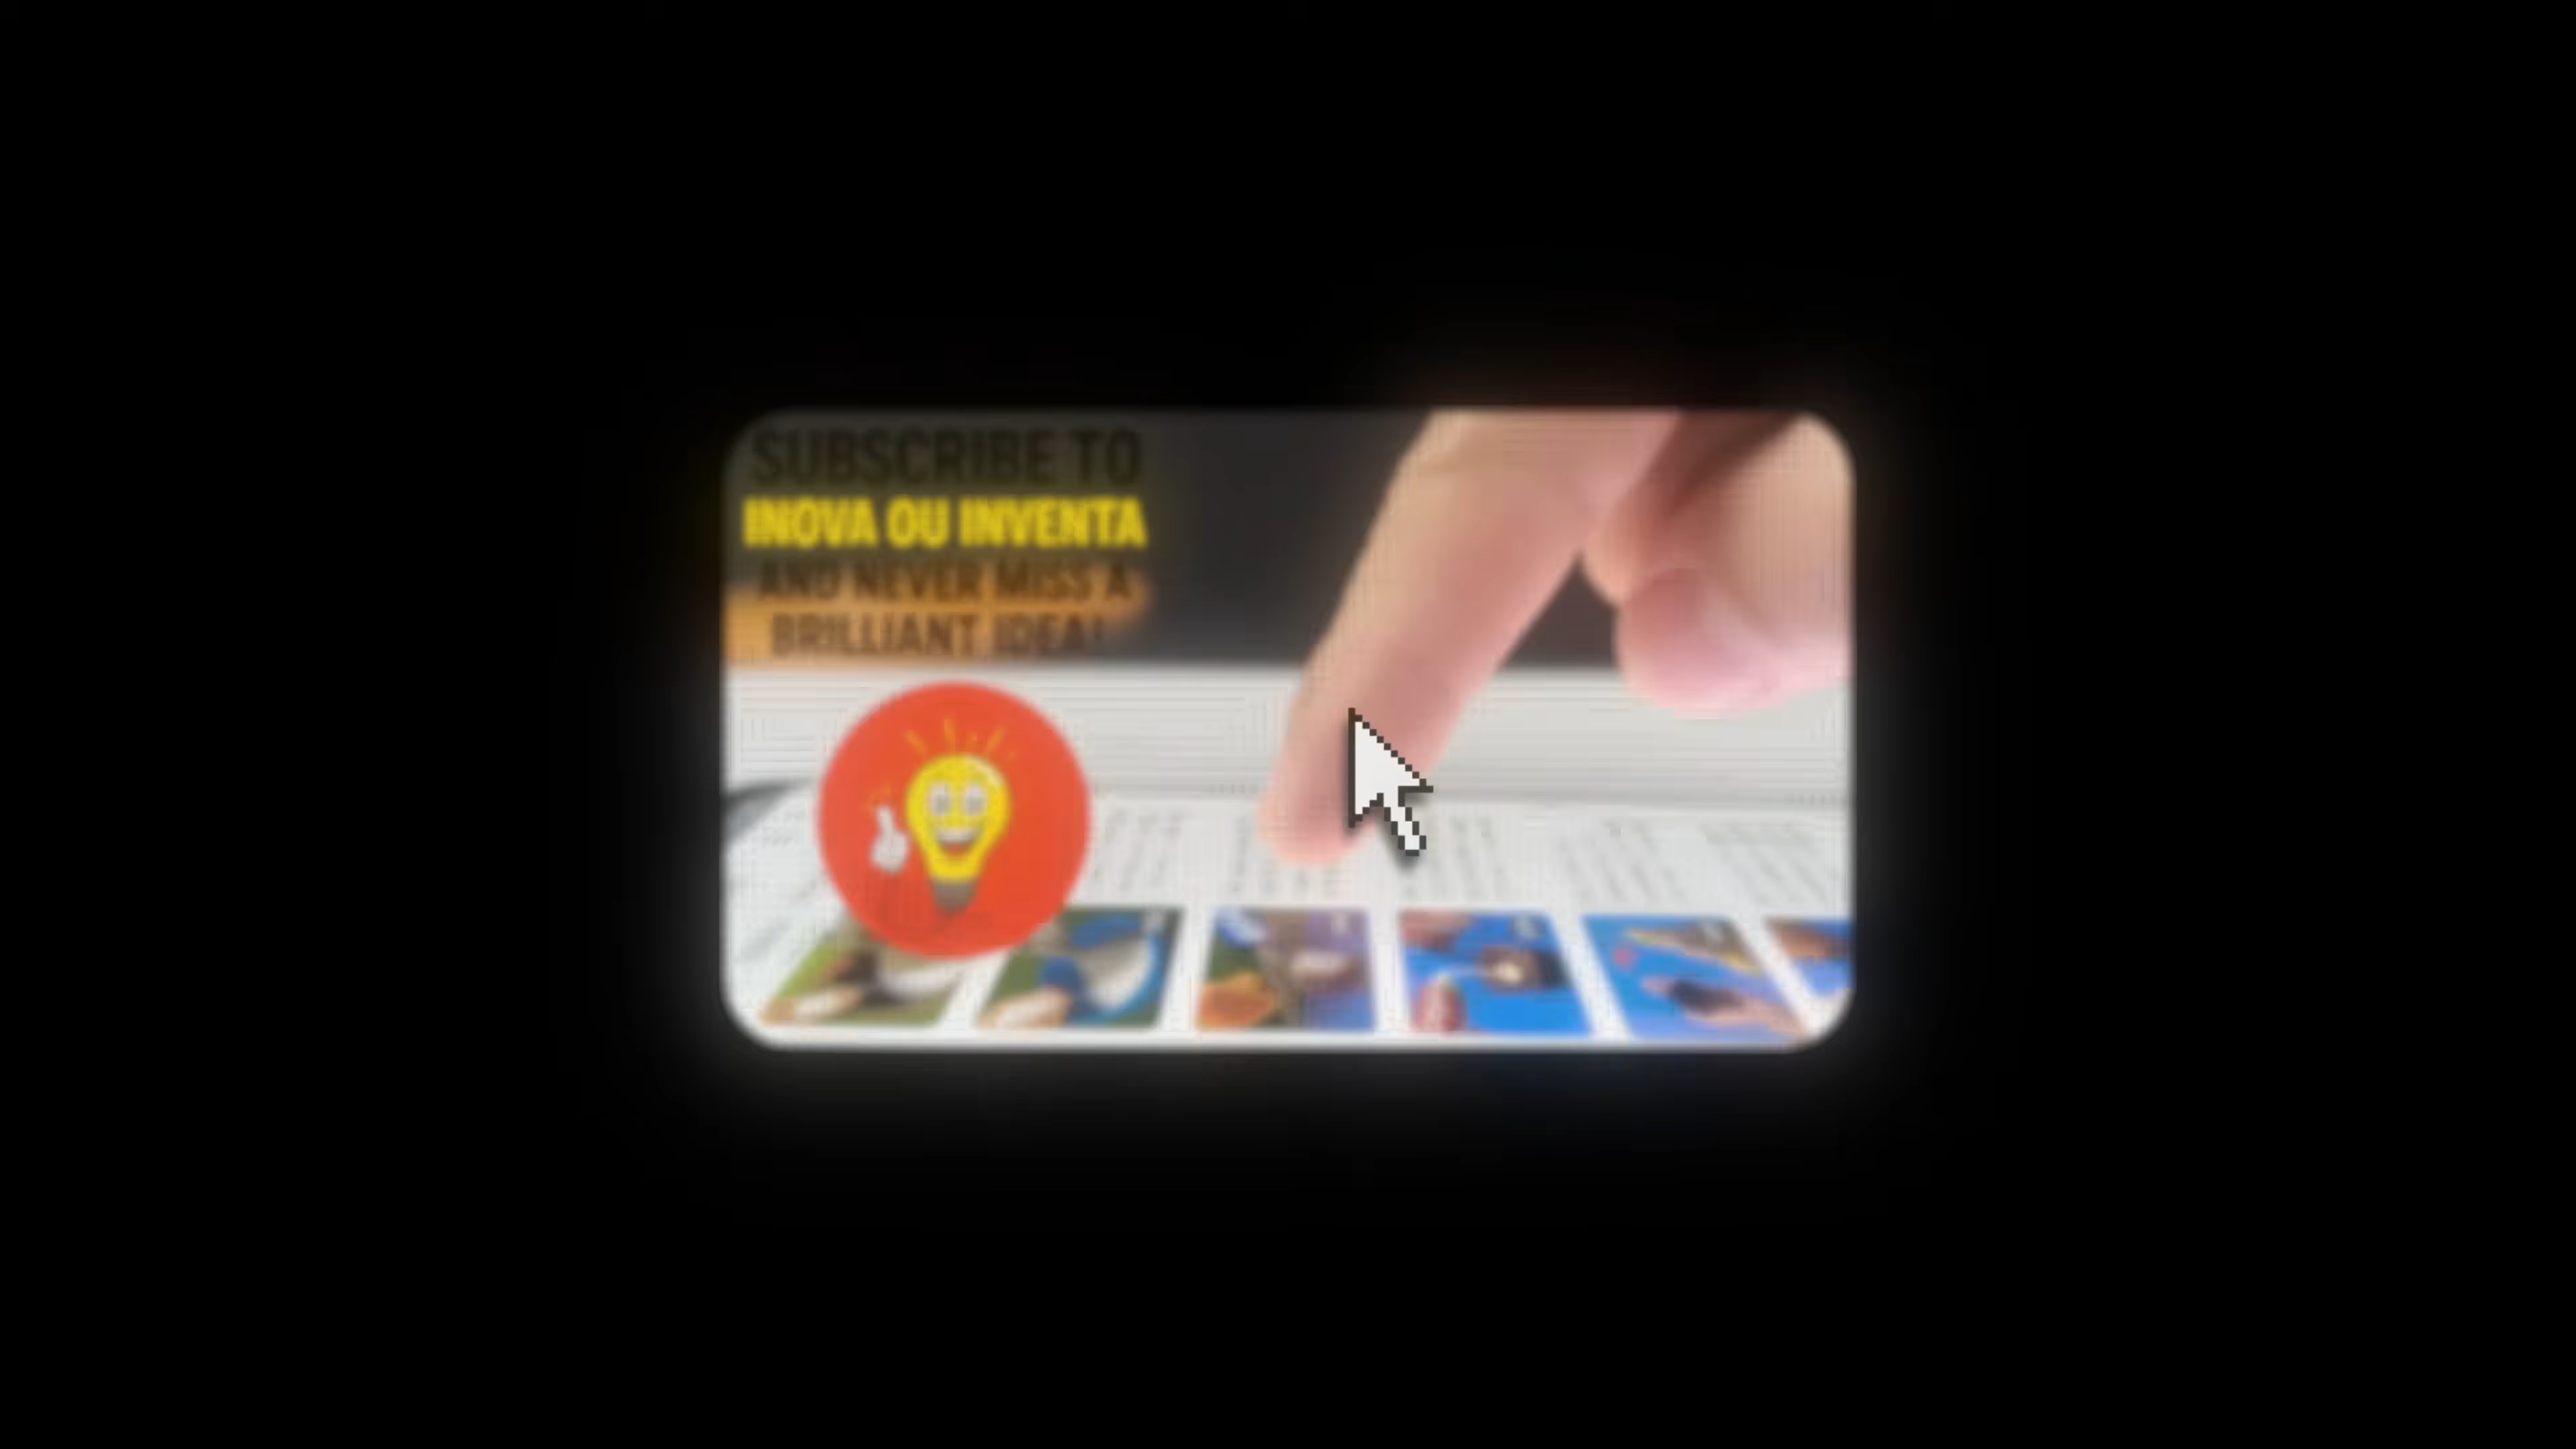 SUBSCRIBE TO
INOVA OU INVENTA
AND NEVER MISS A
BRILLIANT IDEA!